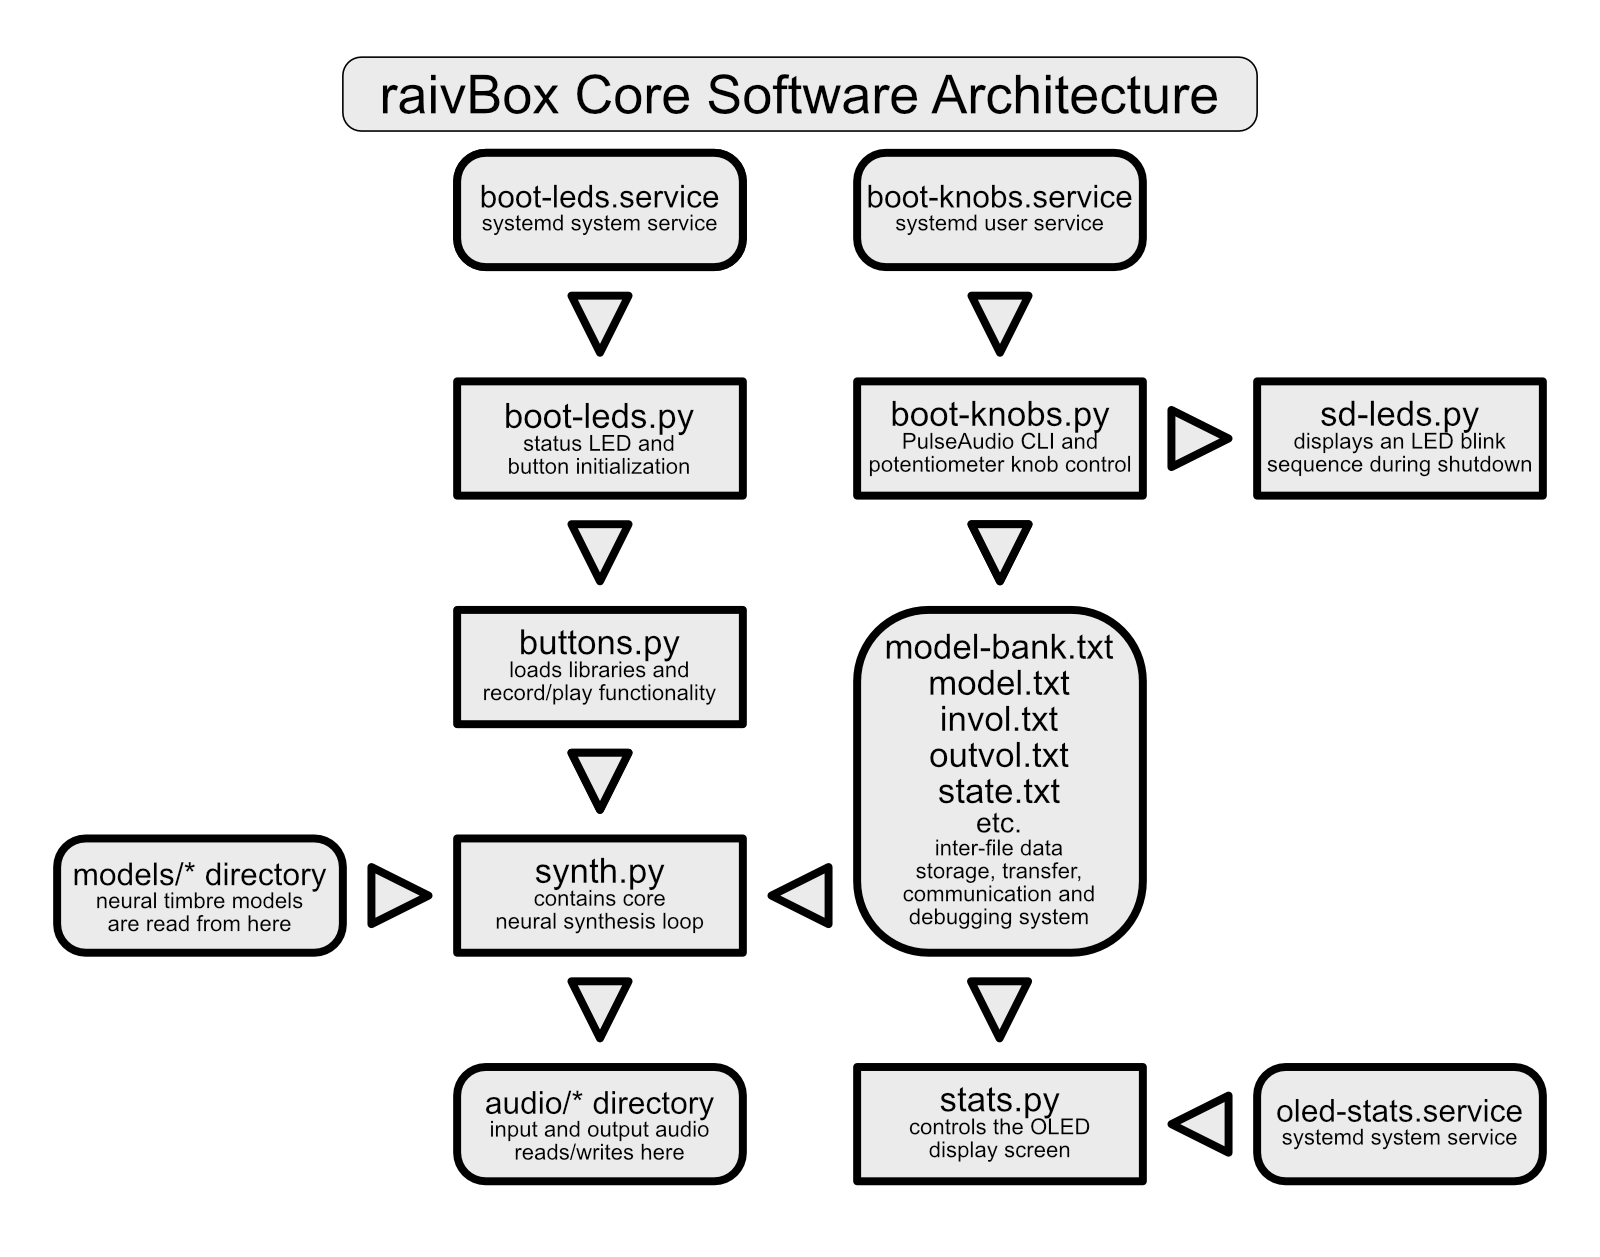 raivBox Core Software Architecture
boot-leds.service
systemd system service
boot-knobs.service
systemd user service
boot-leds.py
status LED and
button initialization
boot-knobs.py
PulseAudio CLI and
potentiometer knob control
sd-leds.py
displays an LED blink
sequence during shutdown
buttons.py
loads libraries and
record/play functionality
model-bank.txt
model.txt
invol.txt
outvol.txt
state.txt
etc.
inter-file data
storage, transfer,
communication and
debugging system
models/* directory
neural timbre models
are read from here
synth.py
contains core
neural synthesis loop
audio/* directory
input and output audio
reads/writes here
stats.py
controls the OLED
display screen
oled-stats.service
systemd system service